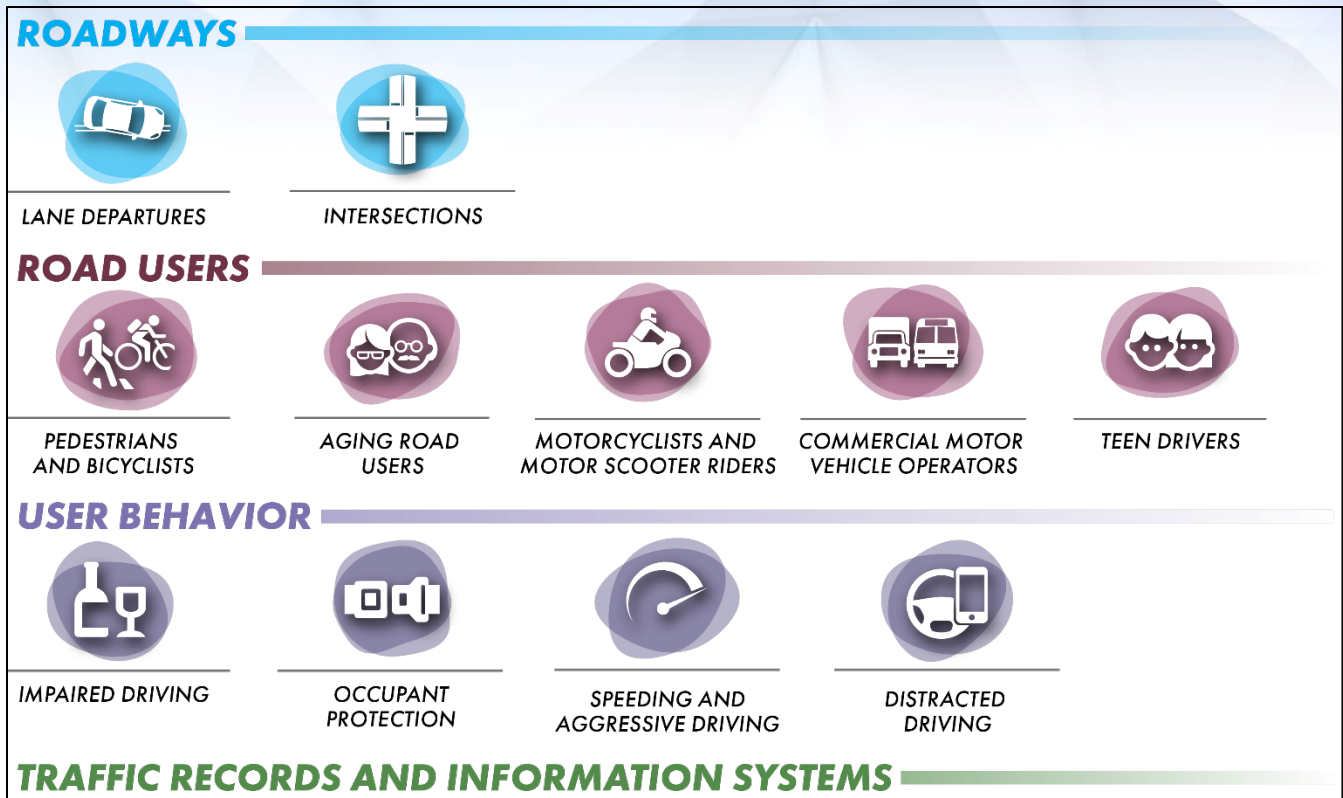 ROADWAYS
LANE DEPARTURES
INTERSECTIONS
ROAD USERS
PEDESTRIANS
AND BICYCLISTS
AGING ROAD
USERS
MOTORCYCLISTS AND
MOTOR SCOOTER RIDERS
COMMERCIAL MOTOR
VEHICLE OPERATORS
TEEN DRIVERS
USER BEHAVIOR
IMPAIRED DRIVING
OCCUPANT
PROTECTION
SPEEDING AND
AGGRESSIVE DRIVING
DISTRACTED
DRIVING
TRAFFIC RECORDS AND INFORMATION SYSTEMS